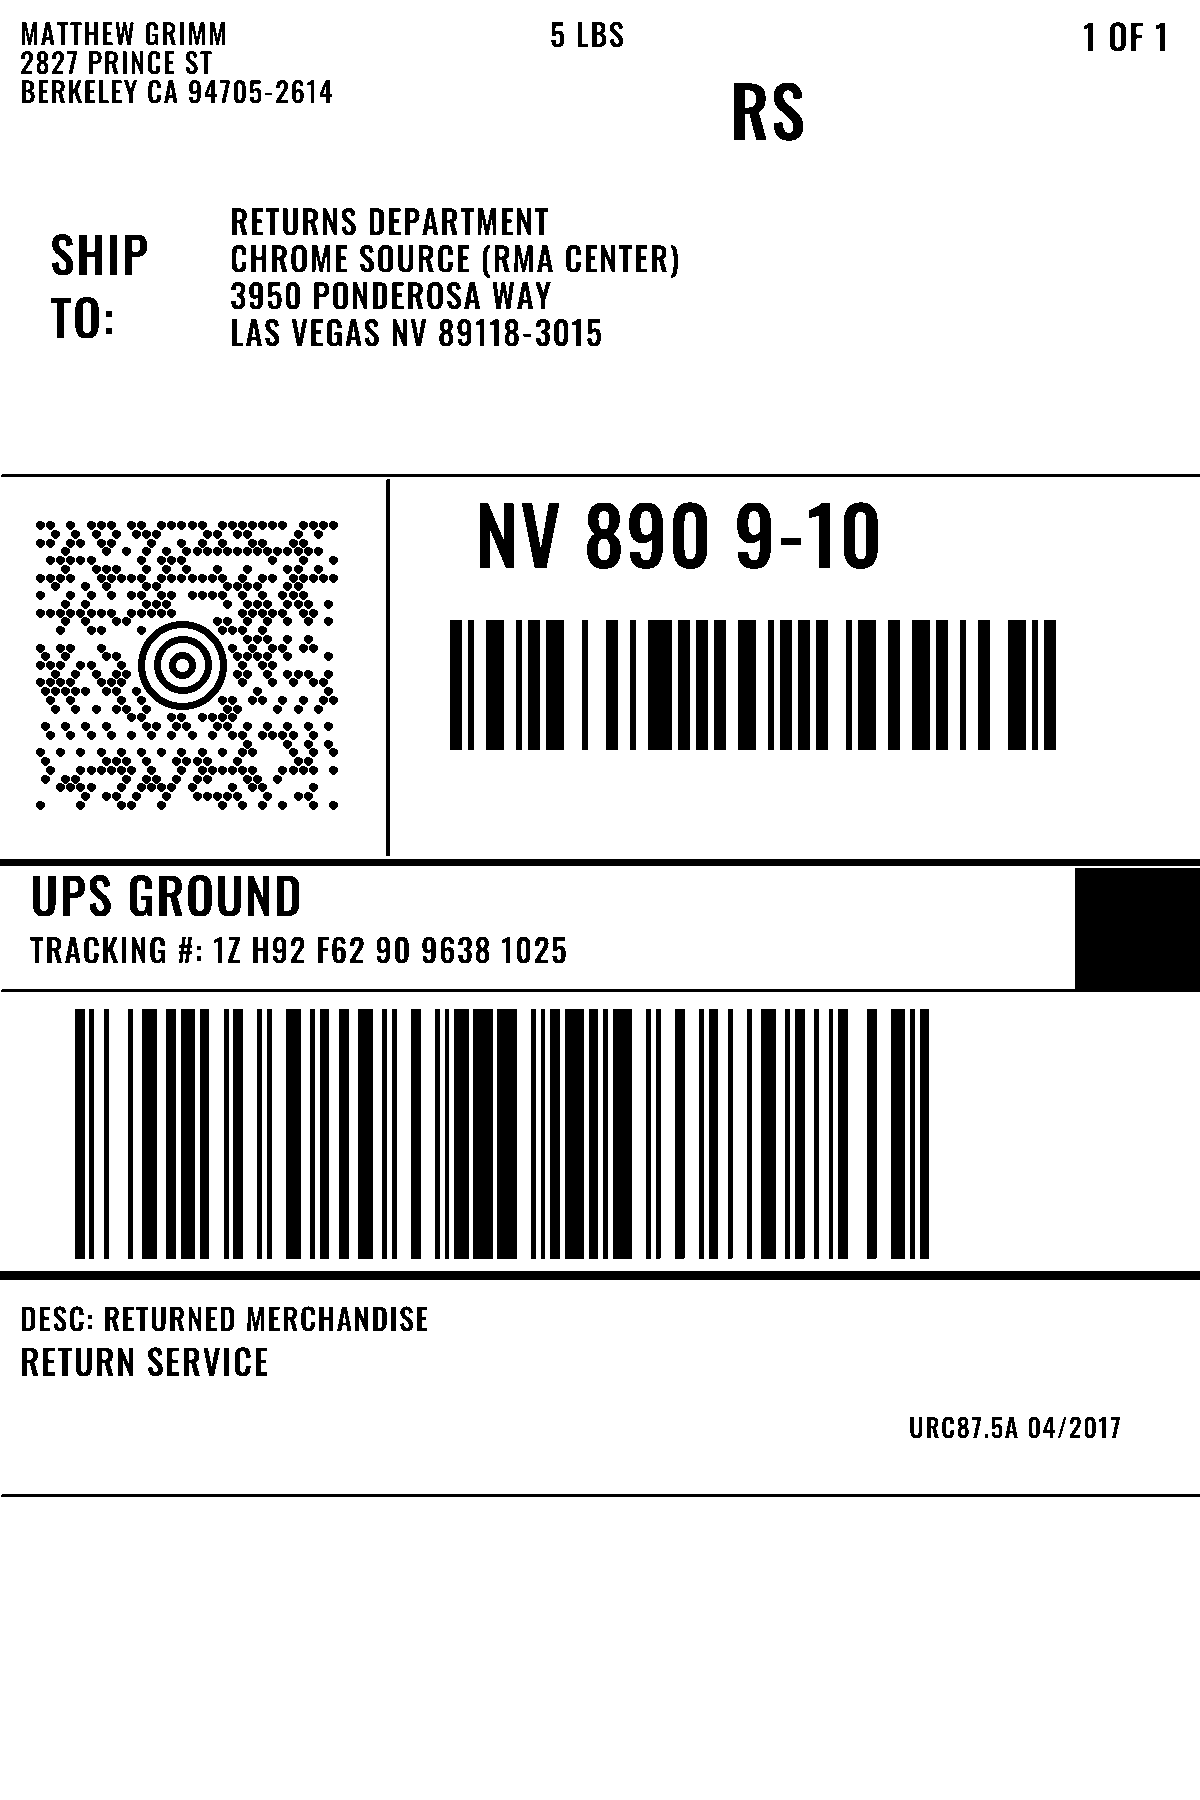 MATTHEW GRIMM
2827 PRINCE ST
BERKELEY CA 94705-2614
5 LBS
1 OF 1
RS
SHIP
TO:
RETURNS DEPARTMENT
CHROME SOURCE (RMA CENTER)
3950 PONDEROSA WAY
LAS VEGAS NV 89118-3015
NV 890 9-10
UPS GROUND
TRACKING #: 1Z H92 F62 90 9638 1025
DESC: RETURNED MERCHANDISE
RETURN SERVICE
URC87.5A 04/2017